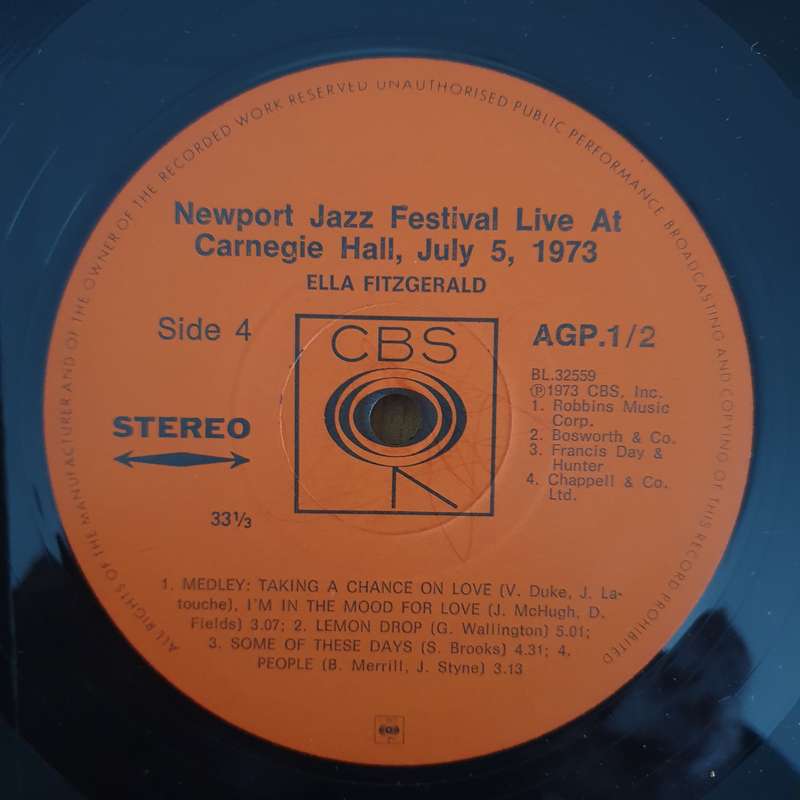 ALL RIGHTS OF THE MANUFACTURER AND OF THE OWNER OF THE RECORDED WORK RESERVED UNAUTHORISED PUBLIC PERFORMANCE BROADCASTING AND COPYING OF THIS RECORD PROHIBITED
Newport Jazz Festival Live At
Carnegie Hall, July 5, 1973
ELLA FITZGERALD
Side 4
CBS
AGP.1/2
BL.32559
℗1973 CBS, Inc.
1. Robbins Music
Corp.
2. Bosworth & Co.
3. Francis Day &
Hunter
4. Chappell & Co.
Ltd.
STEREO
33⅓
1. MEDLEY: TAKING A CHANCE ON LOVE (V. Duke, J. La-
touche), I'M IN THE MOOD FOR LOVE (J. McHugh, D.
Fields) 3.07; 2. LEMON DROP (G. Wallington) 5.01;
3. SOME OF THESE DAYS (S. Brooks) 4.31; 4.
PEOPLE (B. Merrill, J. Styne) 3.13